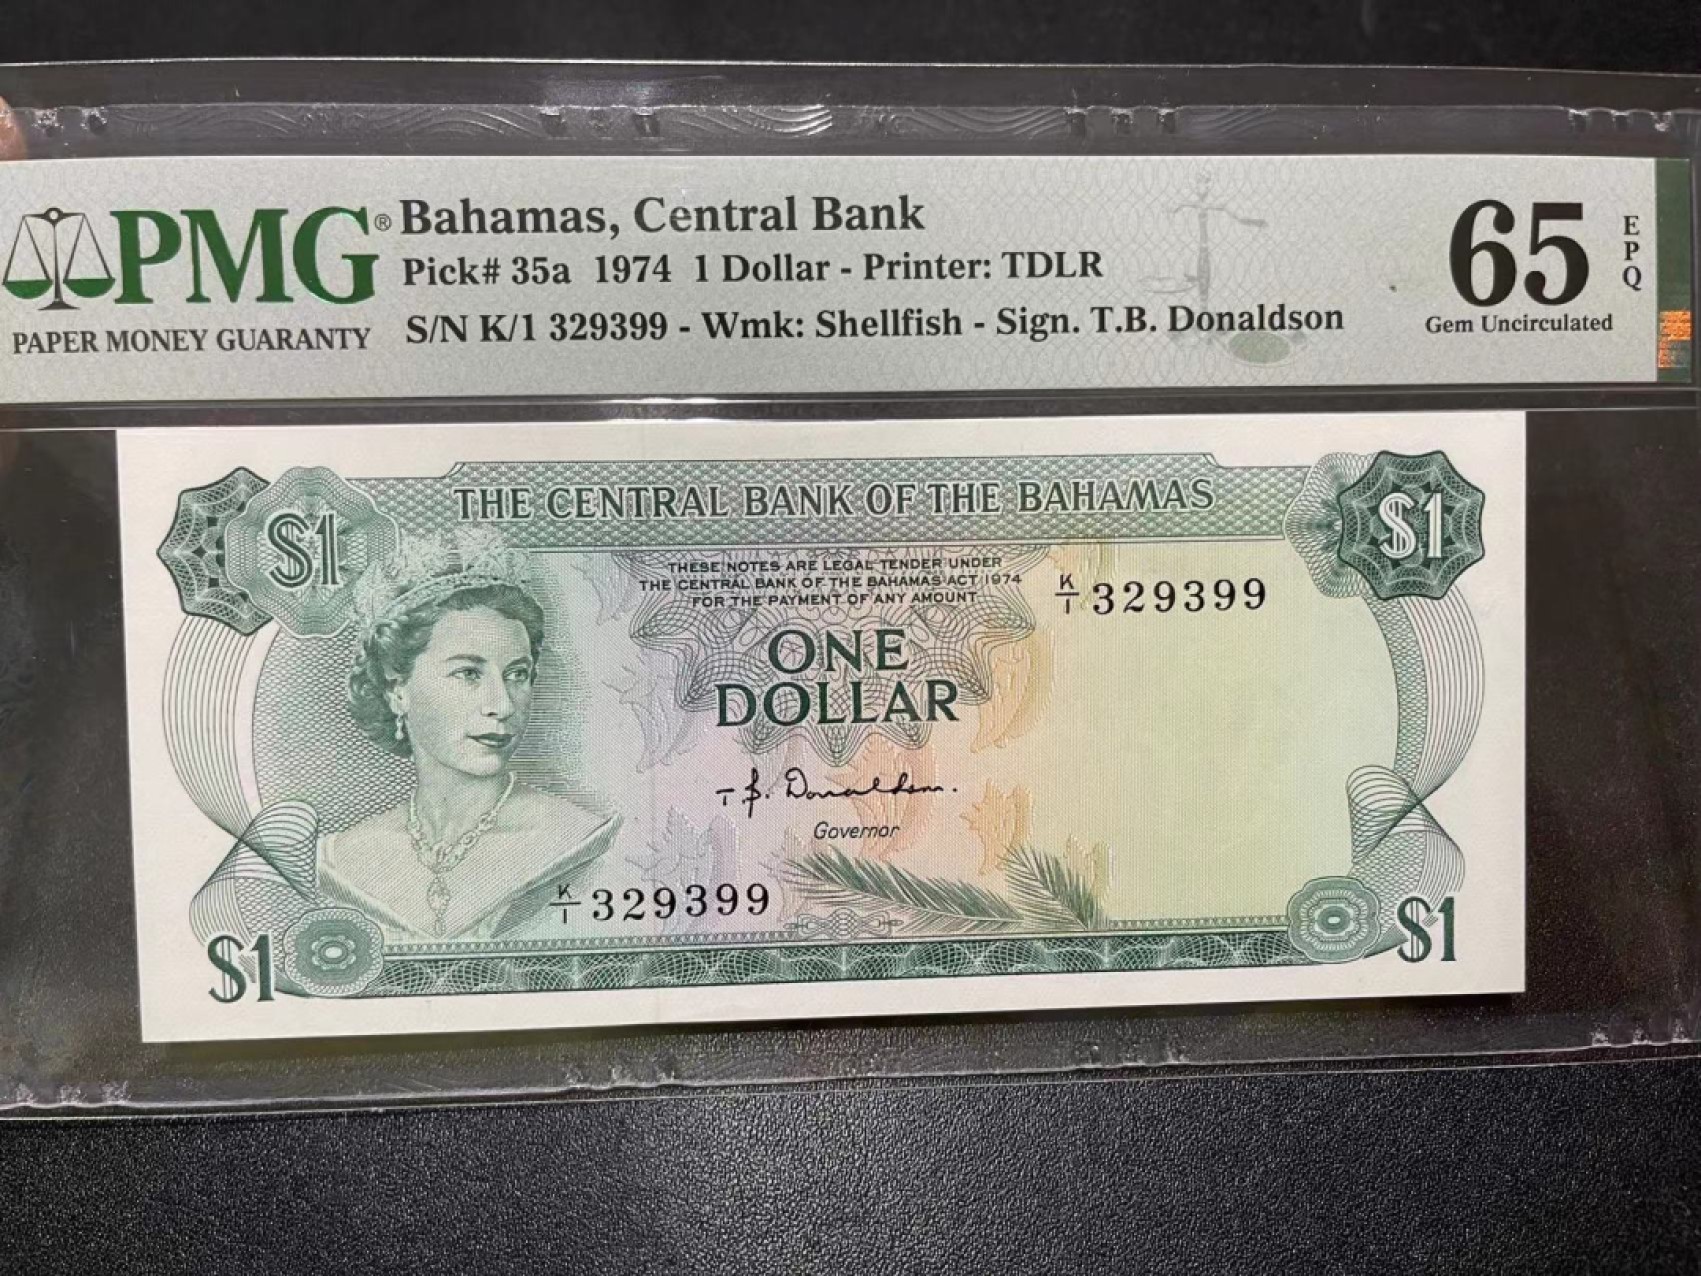 PMG®
PAPER MONEY GUARANTY
Bahamas, Central Bank
Pick# 35a 1974 1 Dollar - Printer: TDLR
S/N K/1 329399 - Wmk: Shellfish - Sign. T.B. Donaldson
65
EPQ
Gem Uncirculated
THE CENTRAL BANK OF THE BAHAMAS
$1
$1
THESE NOTES ARE LEGAL TENDER UNDER
THE CENTRAL BANK OF THE BAHAMAS ACT 1974
FOR THE PAYMENT OF ANY AMOUNT
K/1 329399
ONE
DOLLAR
T.B. Donaldson.
Governor
K/1 329399
$1
$1